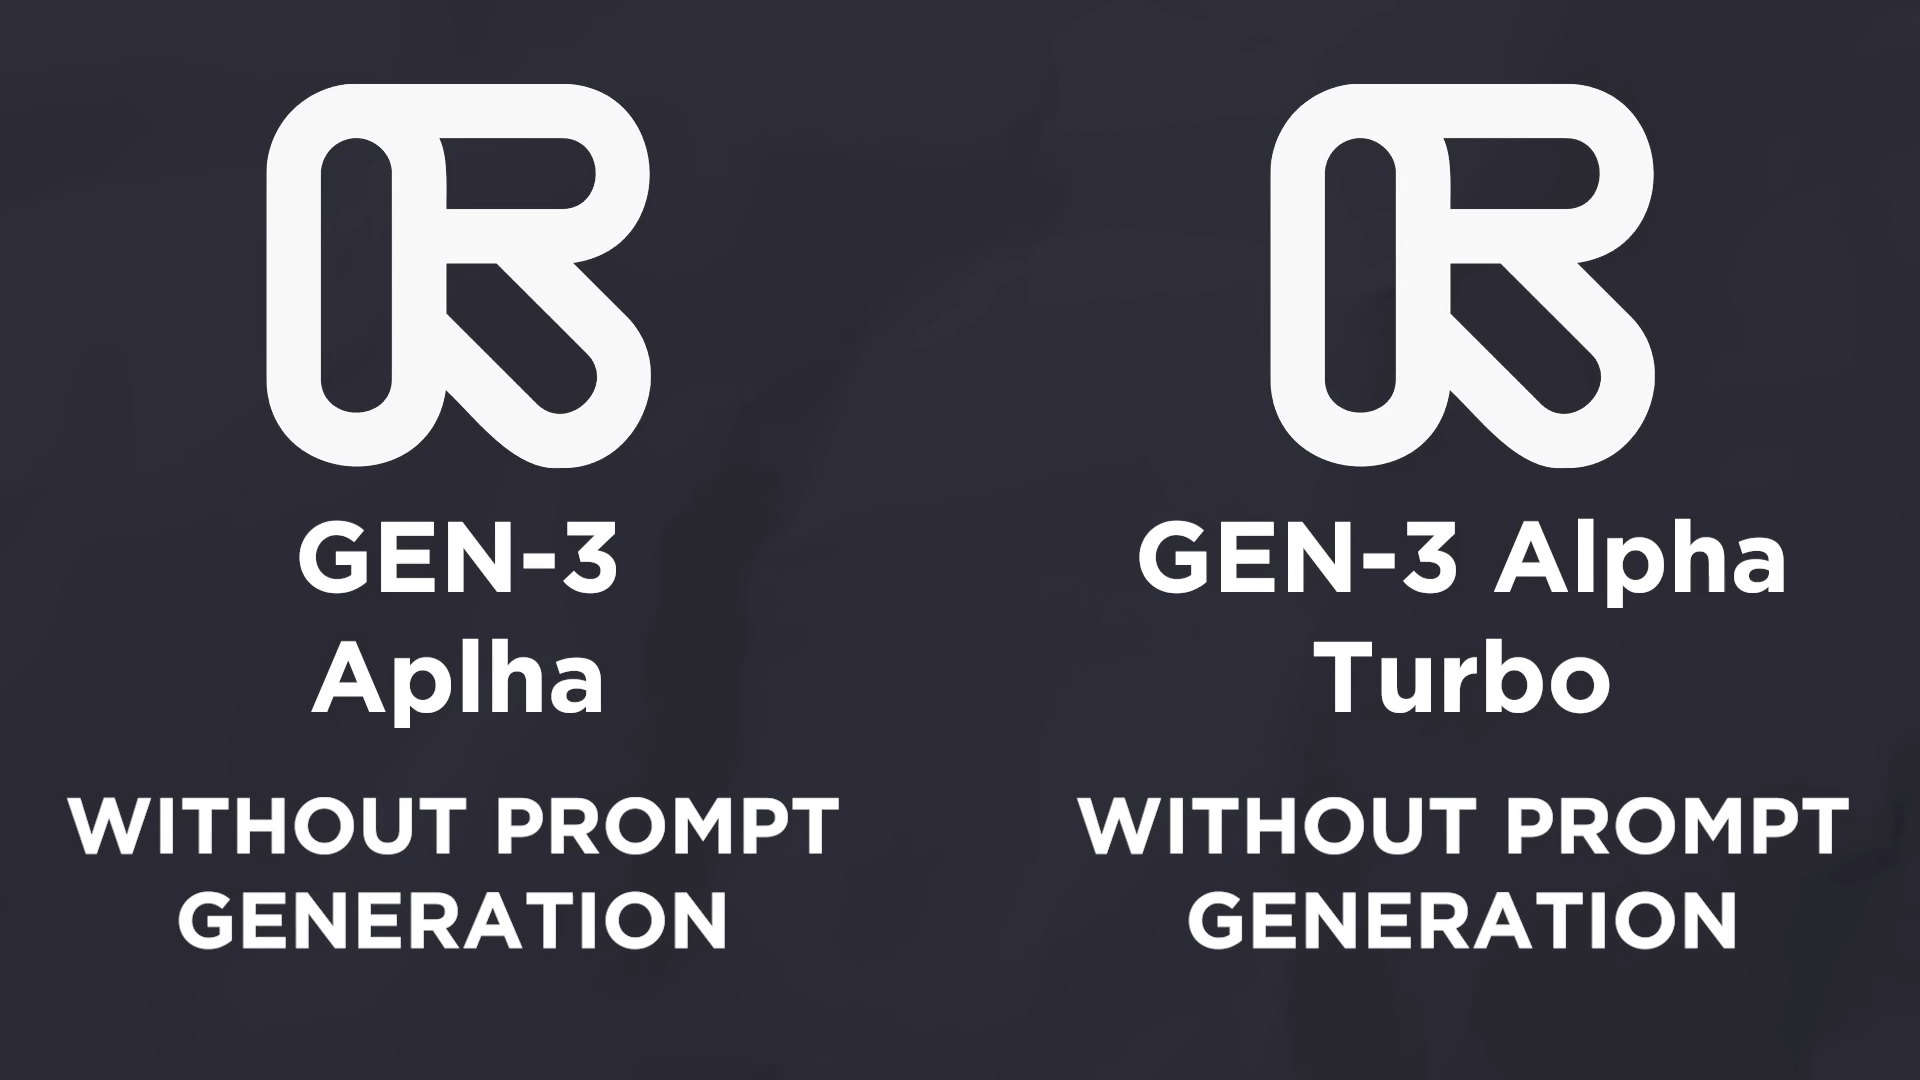 GEN-3
Aplha
WITHOUT PROMPT
GENERATION
GEN-3 Alpha
Turbo
WITHOUT PROMPT
GENERATION